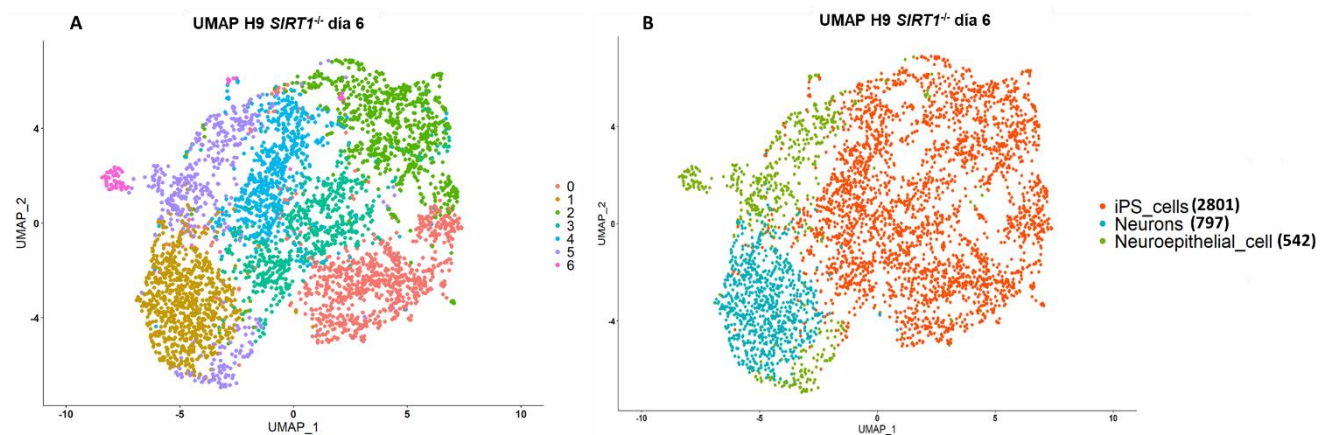 A
UMAP H9 SIRT1-/- día 6
UMAP_2
4
0
-4
-10
-5
0
5
10
UMAP_1
0
1
2
3
4
5
6
B
UMAP H9 SIRT1-/- día 6
UMAP_2
4
0
-4
-10
-5
0
5
10
UMAP_1
iPS_cells (2801)
Neurons (797)
Neuroepithelial_cell (542)